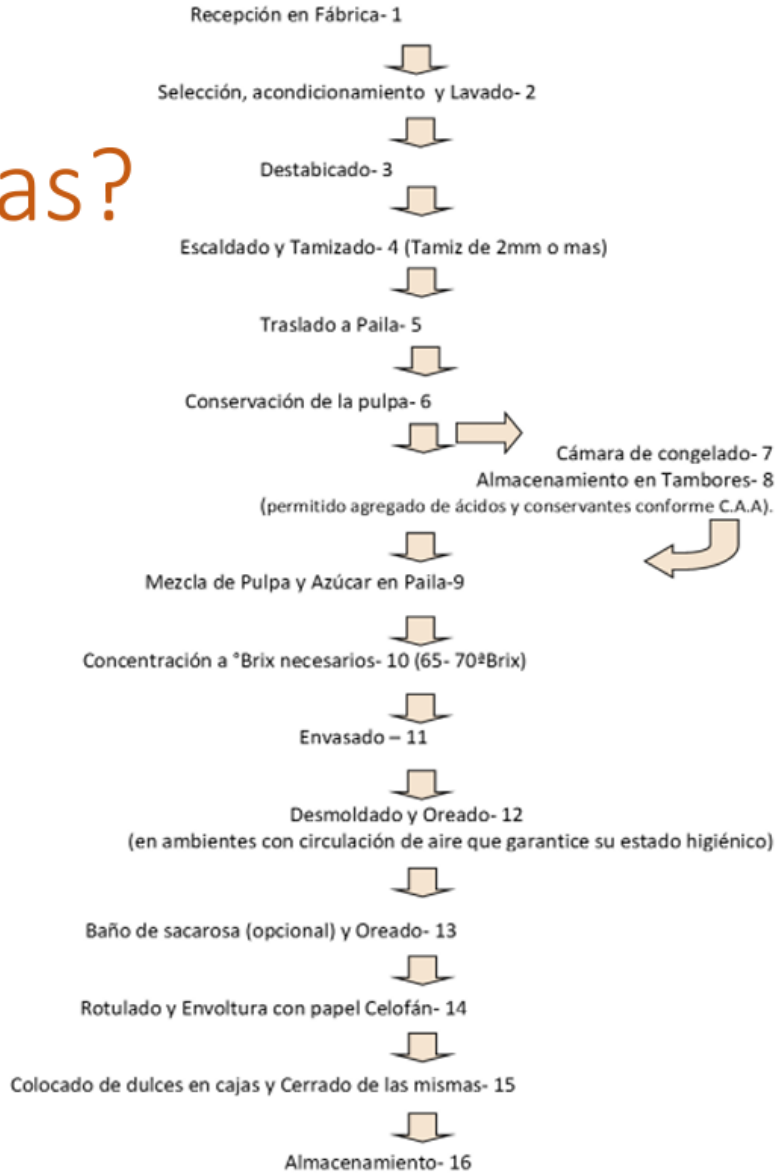 Recepción en Fábrica- 1
Selección, acondicionamiento y Lavado- 2
as?
Destabicado- 3
Escaldado y Tamizado- 4 (Tamiz de 2mm o mas)
Traslado a Paila- 5
Conservación de la pulpa- 6
Cámara de congelado- 7
Almacenamiento en Tambores- 8
(permitido agregado de ácidos y conservantes conforme C.A.A).
Mezcla de Pulpa y Azúcar en Paila-9
Concentración a °Brix necesarios- 10 (65- 70ªBrix)
Envasado – 11
Desmoldado y Oreado- 12
(en ambientes con circulación de aire que garantice su estado higiénico)
Baño de sacarosa (opcional) y Oreado- 13
Rotulado y Envoltura con papel Celofán- 14
Colocado de dulces en cajas y Cerrado de las mismas- 15
Almacenamiento- 16